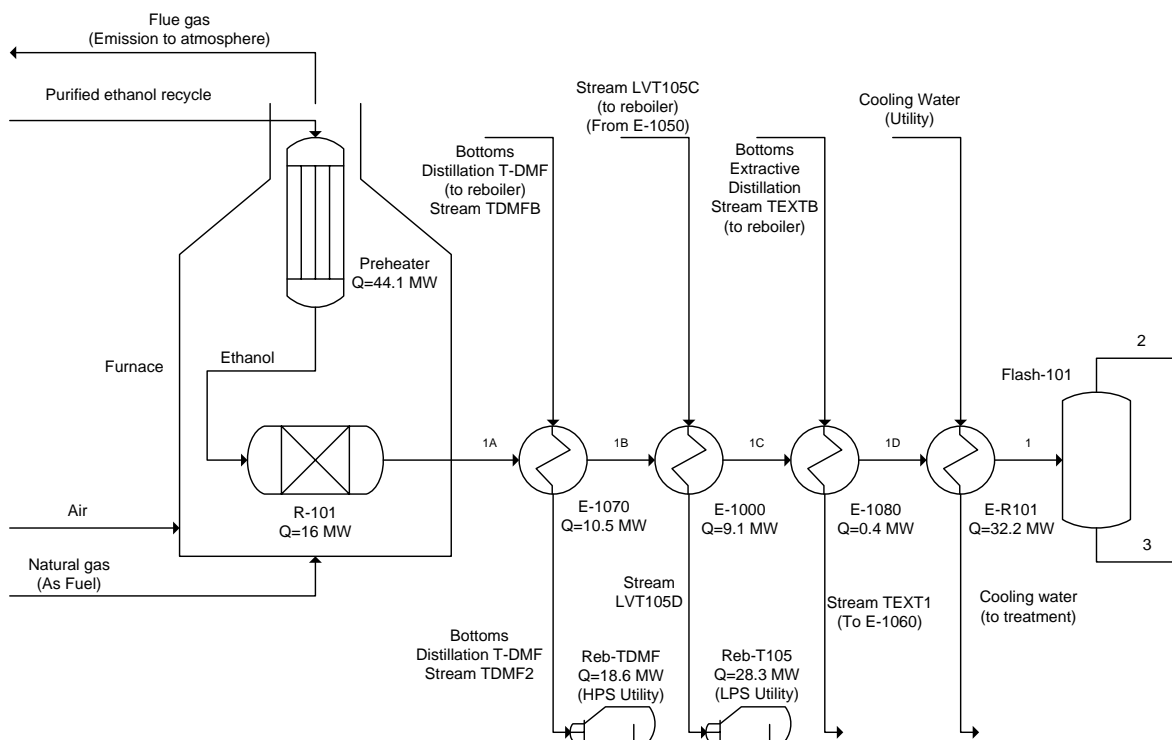 Flue gas
(Emission to atmosphere)
Purified ethanol recycle
Stream LVT105C
(to reboiler)
(From E-1050)
Cooling Water
(Utility)
Bottoms
Distillation T-DMF
(to reboiler)
Stream TDMFB
Bottoms
Extractive
Distillation
Stream TEXTB
(to reboiler)
Preheater
Q=44.1 MW
Furnace
Ethanol
Flash-101
2
1A
1B
1C
1D
1
R-101
Q=16 MW
E-1070
Q=10.5 MW
E-1000
Q=9.1 MW
E-1080
Q=0.4 MW
E-R101
Q=32.2 MW
3
Air
Natural gas
(As Fuel)
Stream
LVT105D
Stream TEXT1
(To E-1060)
Cooling water
(to treatment)
Bottoms
Distillation T-DMF
Stream TDMF2
Reb-TDMF
Q=18.6 MW
(HPS Utility)
Reb-T105
Q=28.3 MW
(LPS Utility)